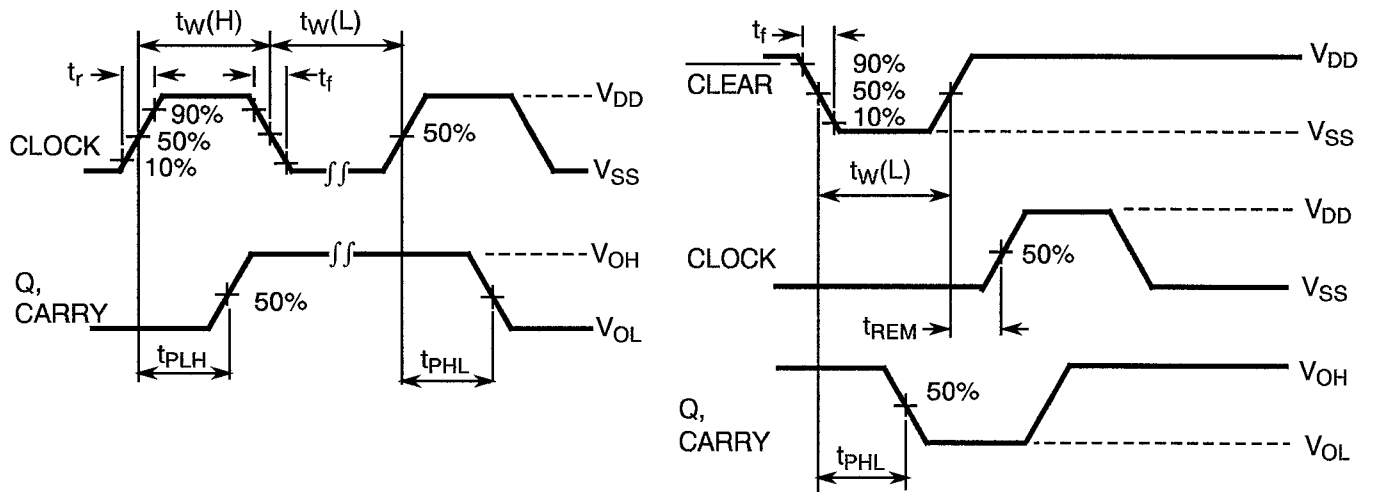 tW(H)
tW(L)
tr
tf
VDD
90%
CLOCK
50%
50%
10%
VSS
VOH
Q,
CARRY
50%
VOL
tPLH
tPHL
tf
VDD
CLEAR
90%
50%
10%
VSS
tW(L)
VDD
CLOCK
50%
VSS
tREM
VOH
Q,
CARRY
50%
VOL
tPHL